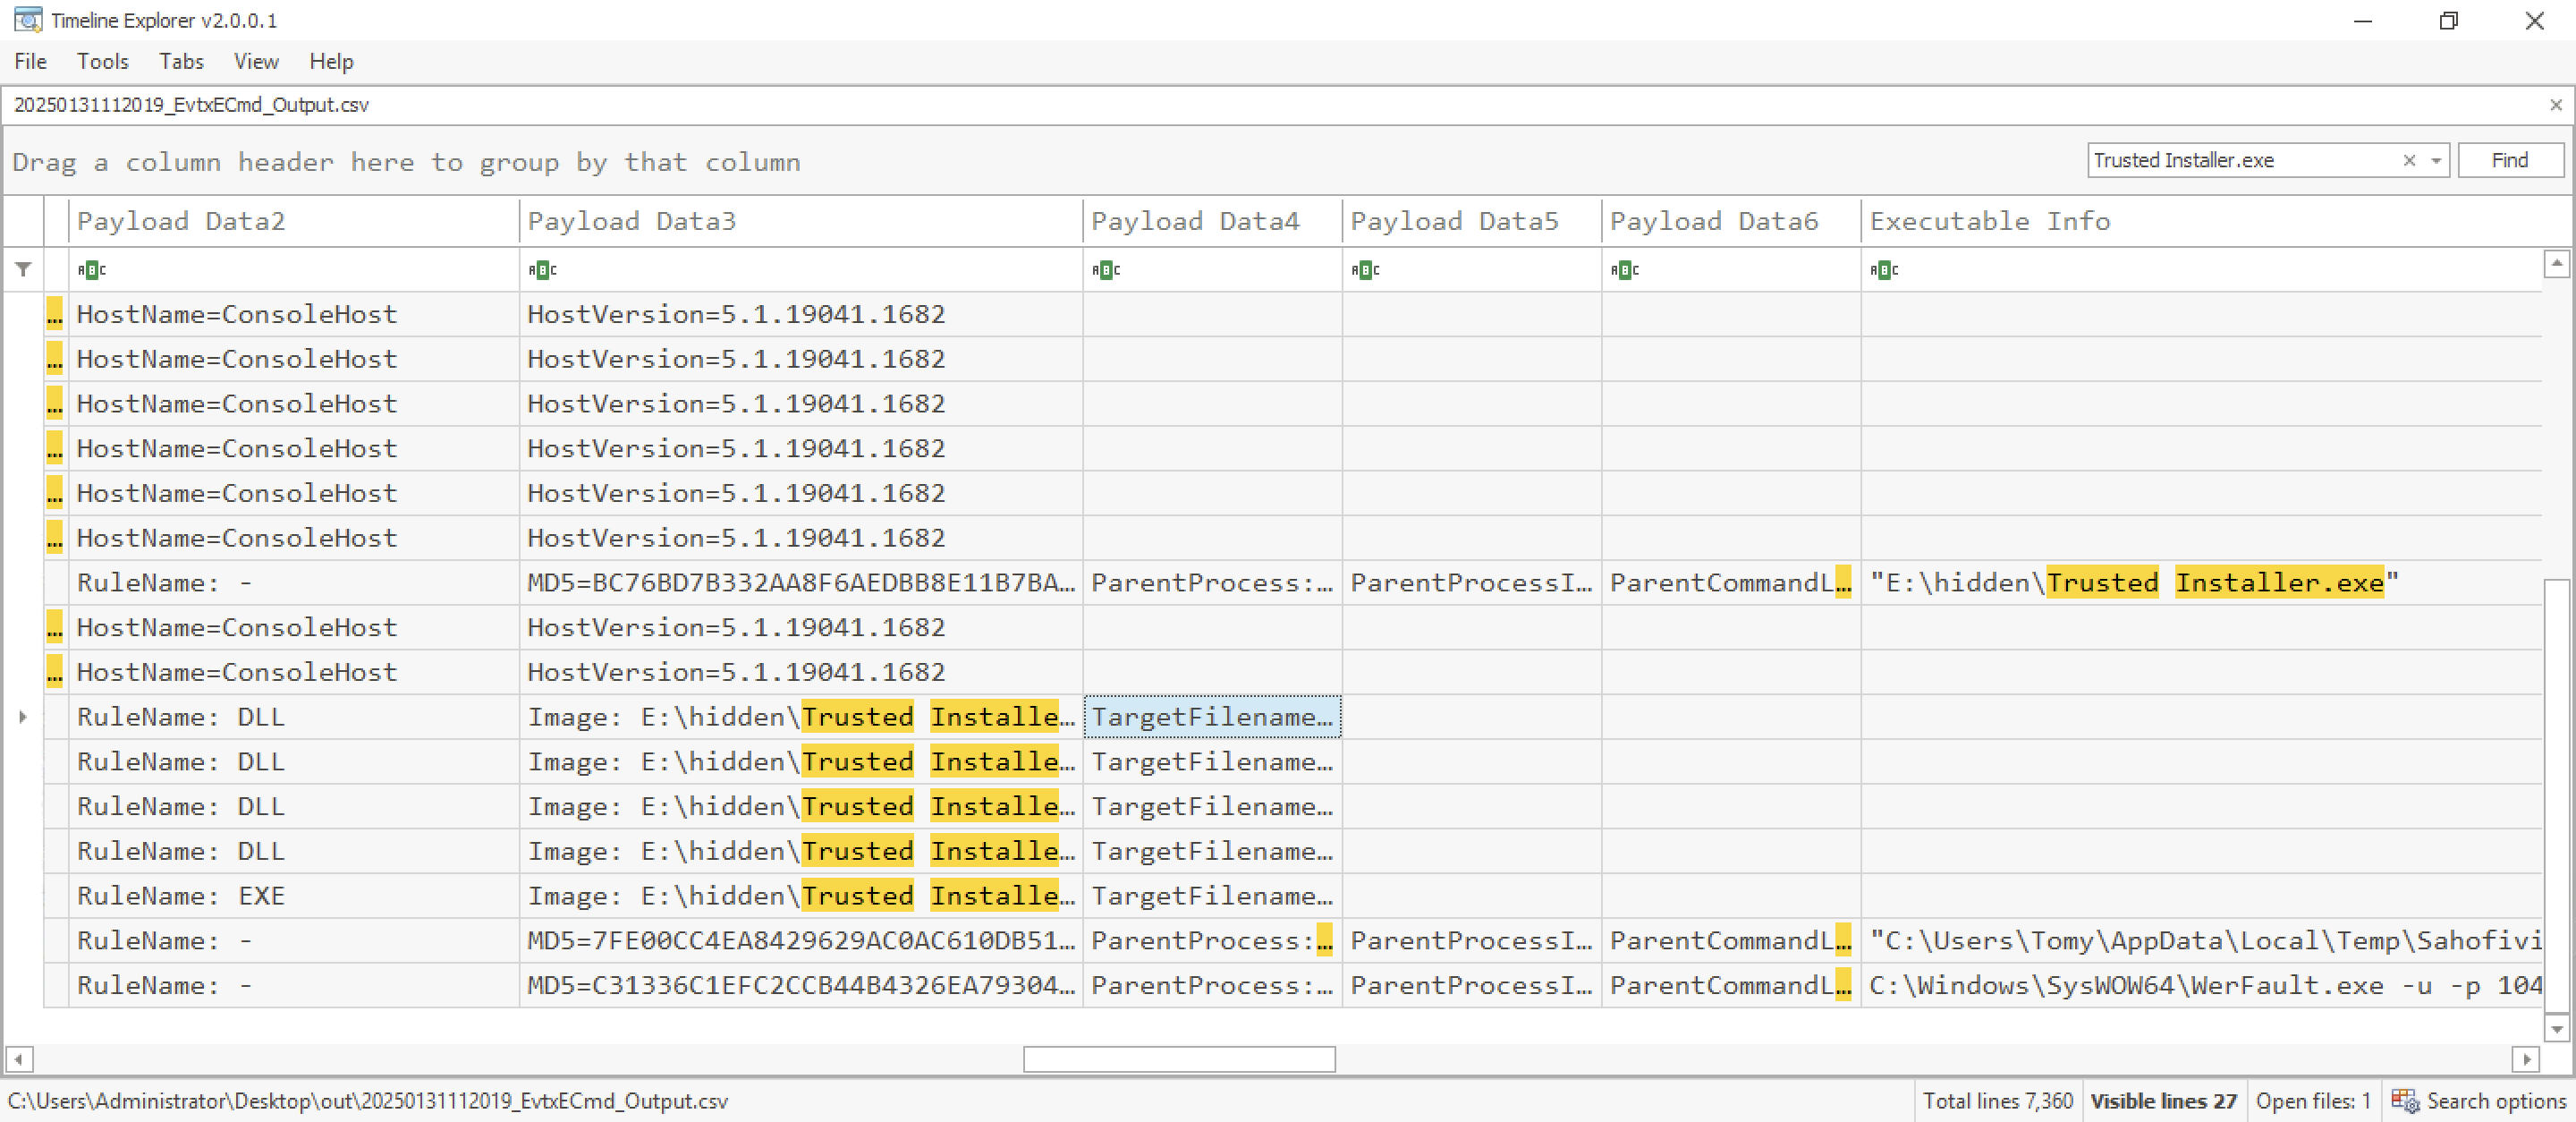 Timeline Explorer v2.0.0.1
File Tools Tabs View Help
20250131112019_EvtxECmd_Output.csv
Drag a column header here to group by that column
Trusted Installer.exe Find
Payload Data2 Payload Data3 Payload Data4 Payload Data5 Payload Data6 Executable Info
… HostName=ConsoleHost HostVersion=5.1.19041.1682
… HostName=ConsoleHost HostVersion=5.1.19041.1682
… HostName=ConsoleHost HostVersion=5.1.19041.1682
… HostName=ConsoleHost HostVersion=5.1.19041.1682
… HostName=ConsoleHost HostVersion=5.1.19041.1682
… HostName=ConsoleHost HostVersion=5.1.19041.1682
RuleName: - MD5=BC76BD7B332AA8F6AEDBB8E11B7BA… ParentProcess:… ParentProcessI… ParentCommandL… "E:\hidden\Trusted Installer.exe"
… HostName=ConsoleHost HostVersion=5.1.19041.1682
… HostName=ConsoleHost HostVersion=5.1.19041.1682
RuleName: DLL Image: E:\hidden\Trusted Installe… TargetFilename…
RuleName: DLL Image: E:\hidden\Trusted Installe… TargetFilename…
RuleName: DLL Image: E:\hidden\Trusted Installe… TargetFilename…
RuleName: DLL Image: E:\hidden\Trusted Installe… TargetFilename…
RuleName: EXE Image: E:\hidden\Trusted Installe… TargetFilename…
RuleName: - MD5=7FE00CC4EA8429629AC0AC610DB51… ParentProcess:… ParentProcessI… ParentCommandL… "C:\Users\Tomy\AppData\Local\Temp\Sahofivi
RuleName: - MD5=C31336C1EFC2CCB44B4326EA79304… ParentProcess:… ParentProcessI… ParentCommandL… C:\Windows\SysWOW64\WerFault.exe -u -p 104
C:\Users\Administrator\Desktop\out\20250131112019_EvtxECmd_Output.csv Total lines 7,360 Visible lines 27 Open files: 1 Search options